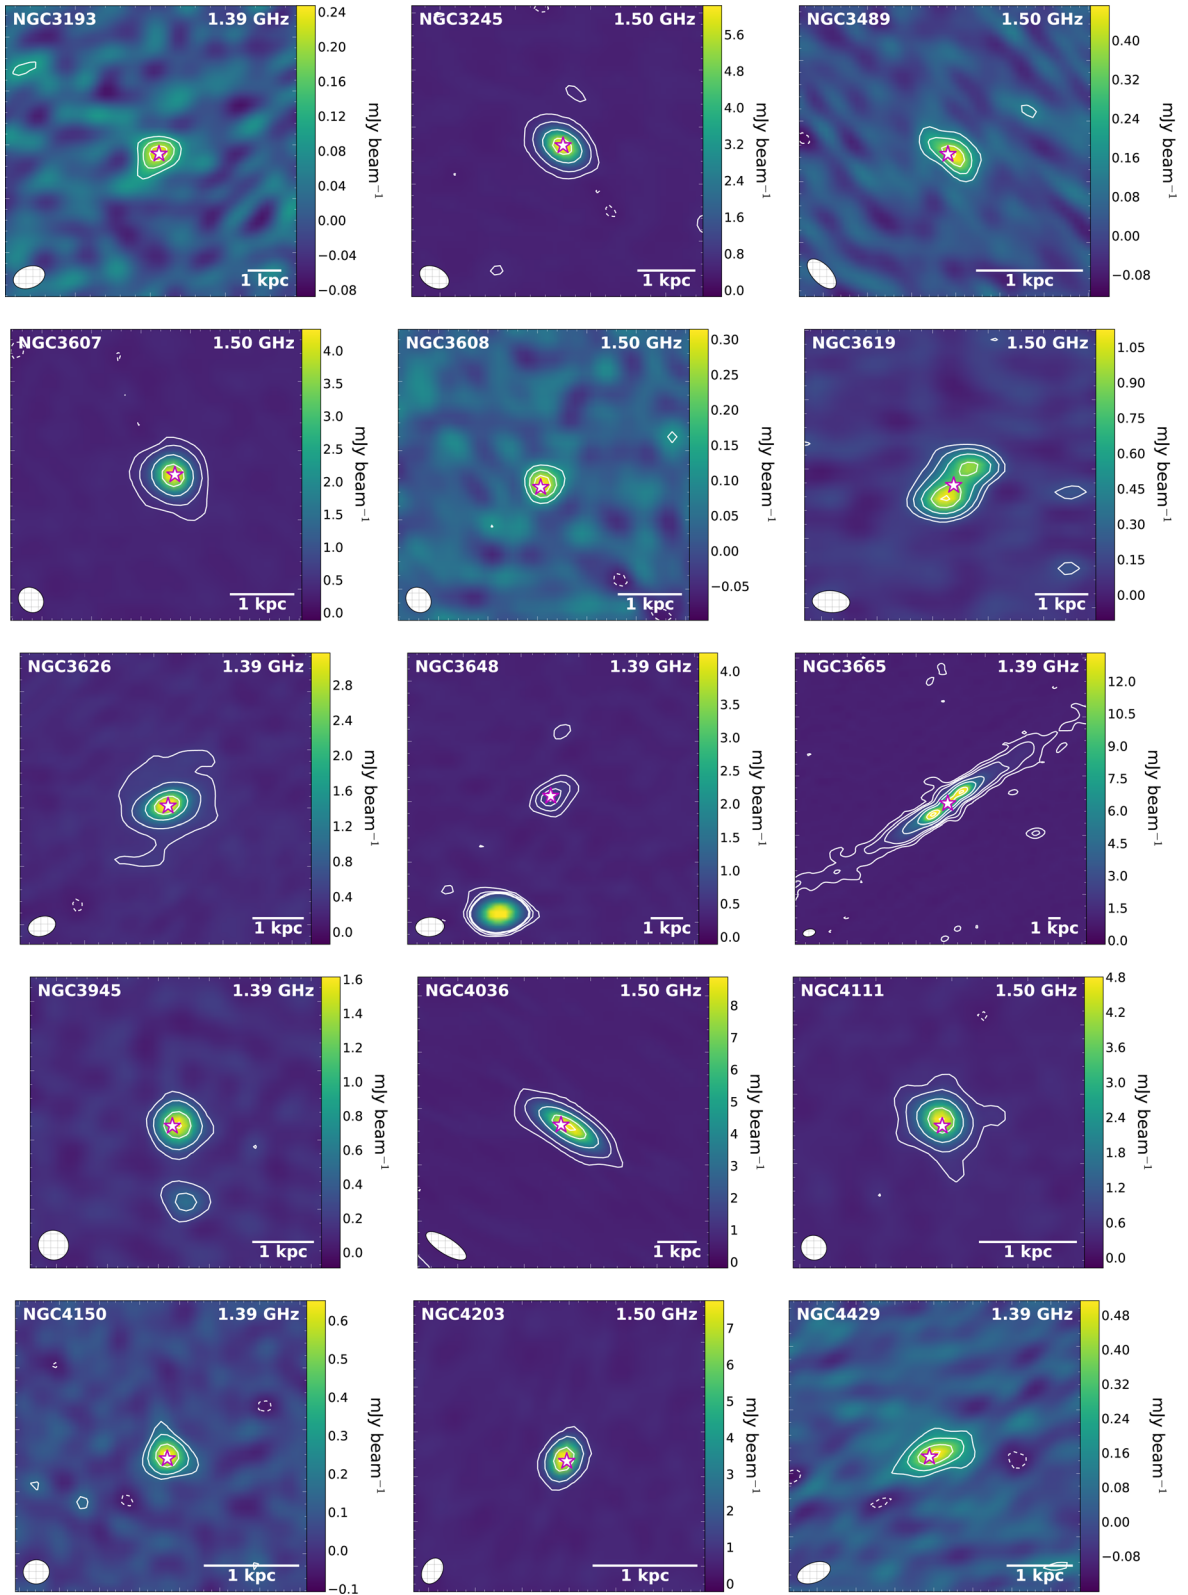 NGC3193 1.39 GHz
0.24
0.20
0.16
0.12
0.08
0.04
0.00
−0.04
−0.08
mJy beam−1
1 kpc
NGC3245 1.50 GHz
5.6
4.8
4.0
3.2
2.4
1.6
0.8
0.0
mJy beam−1
1 kpc
NGC3489 1.50 GHz
0.40
0.32
0.24
0.16
0.08
0.00
−0.08
mJy beam−1
1 kpc
NGC3607 1.50 GHz
4.0
3.5
3.0
2.5
2.0
1.5
1.0
0.5
0.0
mJy beam−1
1 kpc
NGC3608 1.50 GHz
0.30
0.25
0.20
0.15
0.10
0.05
0.00
−0.05
mJy beam−1
1 kpc
NGC3619 1.50 GHz
1.05
0.90
0.75
0.60
0.45
0.30
0.15
0.00
mJy beam−1
1 kpc
NGC3626 1.39 GHz
2.8
2.4
2.0
1.6
1.2
0.8
0.4
0.0
mJy beam−1
1 kpc
NGC3648 1.39 GHz
4.0
3.5
3.0
2.5
2.0
1.5
1.0
0.5
0.0
mJy beam−1
1 kpc
NGC3665 1.39 GHz
12.0
10.5
9.0
7.5
6.0
4.5
3.0
1.5
0.0
mJy beam−1
1 kpc
NGC3945 1.39 GHz
1.6
1.4
1.2
1.0
0.8
0.6
0.4
0.2
0.0
mJy beam−1
1 kpc
NGC4036 1.50 GHz
8
7
6
5
4
3
2
1
0
mJy beam−1
1 kpc
NGC4111 1.50 GHz
4.8
4.2
3.6
3.0
2.4
1.8
1.2
0.6
0.0
mJy beam−1
1 kpc
NGC4150 1.39 GHz
0.6
0.5
0.4
0.3
0.2
0.1
0.0
−0.1
mJy beam−1
1 kpc
NGC4203 1.50 GHz
7
6
5
4
3
2
1
0
mJy beam−1
1 kpc
NGC4429 1.39 GHz
0.48
0.40
0.32
0.24
0.16
0.08
0.00
−0.08
mJy beam−1
1 kpc